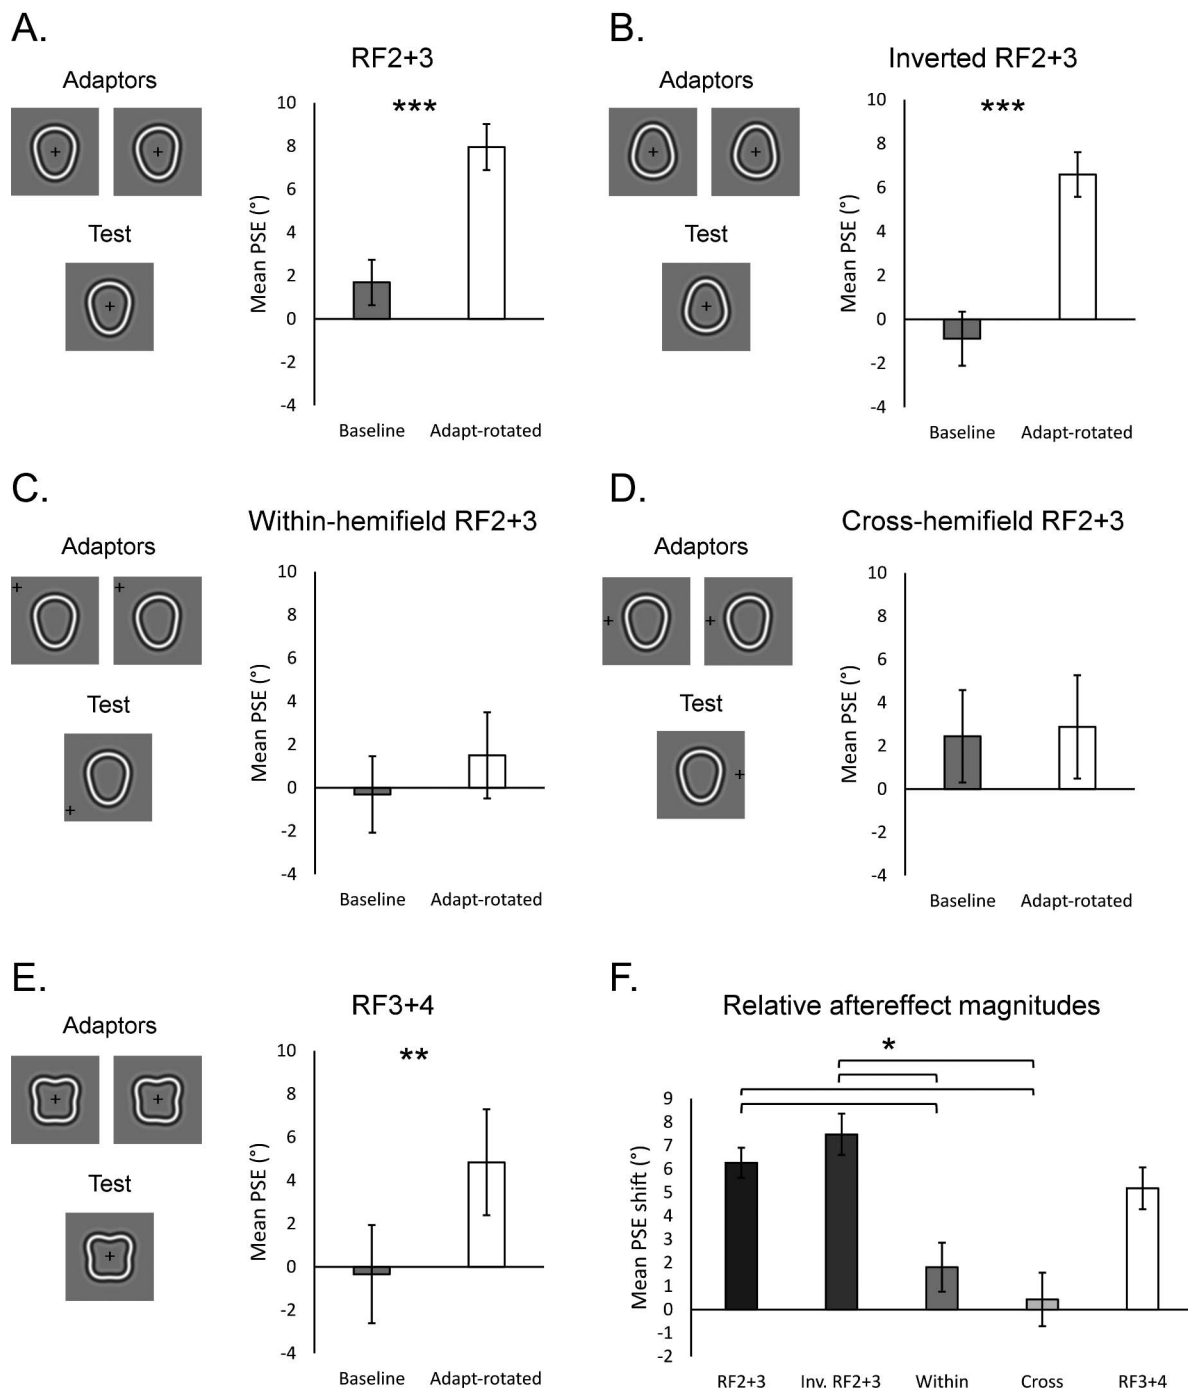 A.
RF2+3
Adaptors
Test
***
Mean PSE (°)
10
8
6
4
2
0
-2
-4
Baseline Adapt-rotated
B.
Inverted RF2+3
Adaptors
Test
***
Mean PSE (°)
10
8
6
4
2
0
-2
-4
Baseline Adapt-rotated
C.
Within-hemifield RF2+3
Adaptors
Test
Mean PSE (°)
10
8
6
4
2
0
-2
-4
Baseline Adapt-rotated
D.
Cross-hemifield RF2+3
Adaptors
Test
Mean PSE (°)
10
8
6
4
2
0
-2
-4
Baseline Adapt-rotated
E.
RF3+4
Adaptors
Test
**
Mean PSE (°)
10
8
6
4
2
0
-2
-4
Baseline Adapt-rotated
F.
Relative aftereffect magnitudes
*
Mean PSE shift (°)
9
8
7
6
5
4
3
2
1
0
-1
-2
RF2+3 Inv. RF2+3 Within Cross RF3+4